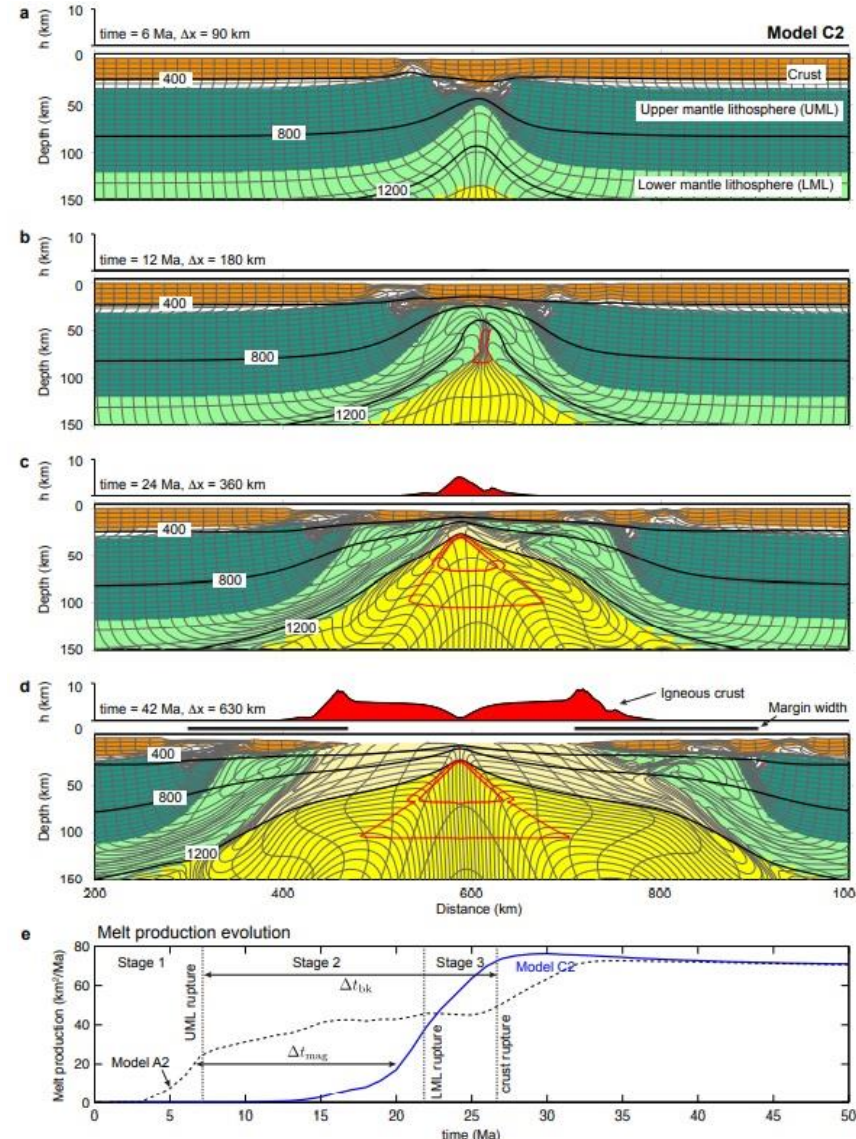 a
10
h (km)
0
time = 6 Ma, Δx = 90 km
Model C2
0
400
Crust
50
Upper mantle lithosphere (UML)
800
Depth (km)
100
1200
Lower mantle lithosphere (LML)
150
b
10
h (km)
0
time = 12 Ma, Δx = 180 km
0
400
50
800
Depth (km)
100
1200
150
c
10
h (km)
0
time = 24 Ma, Δx = 360 km
0
400
50
800
Depth (km)
100
1200
150
d
10
h (km)
0
time = 42 Ma, Δx = 630 km
Igneous crust
Margin width
0
400
50
800
Depth (km)
100
1200
150
200 400 600 800 100
Distance (km)
e Melt production evolution
80
60
40
20
0
Melt production (km²/Ma)
Stage 1
Stage 2
Stage 3
Model C2
Δt_bk
UML rupture
Model A2
Δt_mag
LML rupture
crust rupture
0 5 10 15 20 25 30 35 40 45 50
time (Ma)